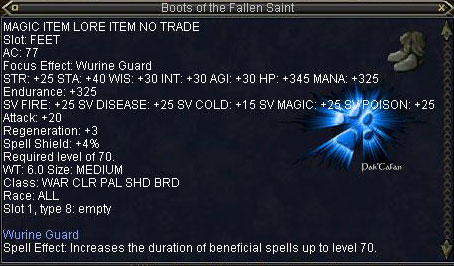 Boots of the Fallen Saint
MAGIC ITEM LORE ITEM NO TRADE
Slot: FEET
AC: 77
Focus Effect: Wurine Guard
STR: +25 STA: +40 WIS: +30 INT: +30 AGI: +30 HP: +345 MANA: +325
Endurance: +325
SV FIRE: +25 SV DISEASE: +25 SV COLD: +15 SV MAGIC: +25 SV POISON: +25
Attack: +20
Regeneration: +3
Spell Shield: +4%
Required level of 70.
WT: 6.0 Size: MEDIUM
Class: WAR CLR PAL SHD BRD
Race: ALL
Slot 1, type 8: empty
Pah`Cafan
Wurine Guard
Spell Effect: Increases the duration of beneficial spells up to level 70.